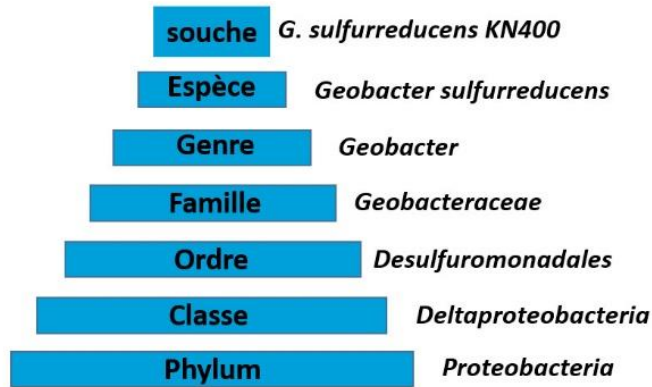 souche G. sulfurreducens KN400
Espèce Geobacter sulfurreducens
Genre Geobacter
Famille Geobacteraceae
Ordre Desulfuromonadales
Classe Deltaproteobacteria
Phylum Proteobacteria